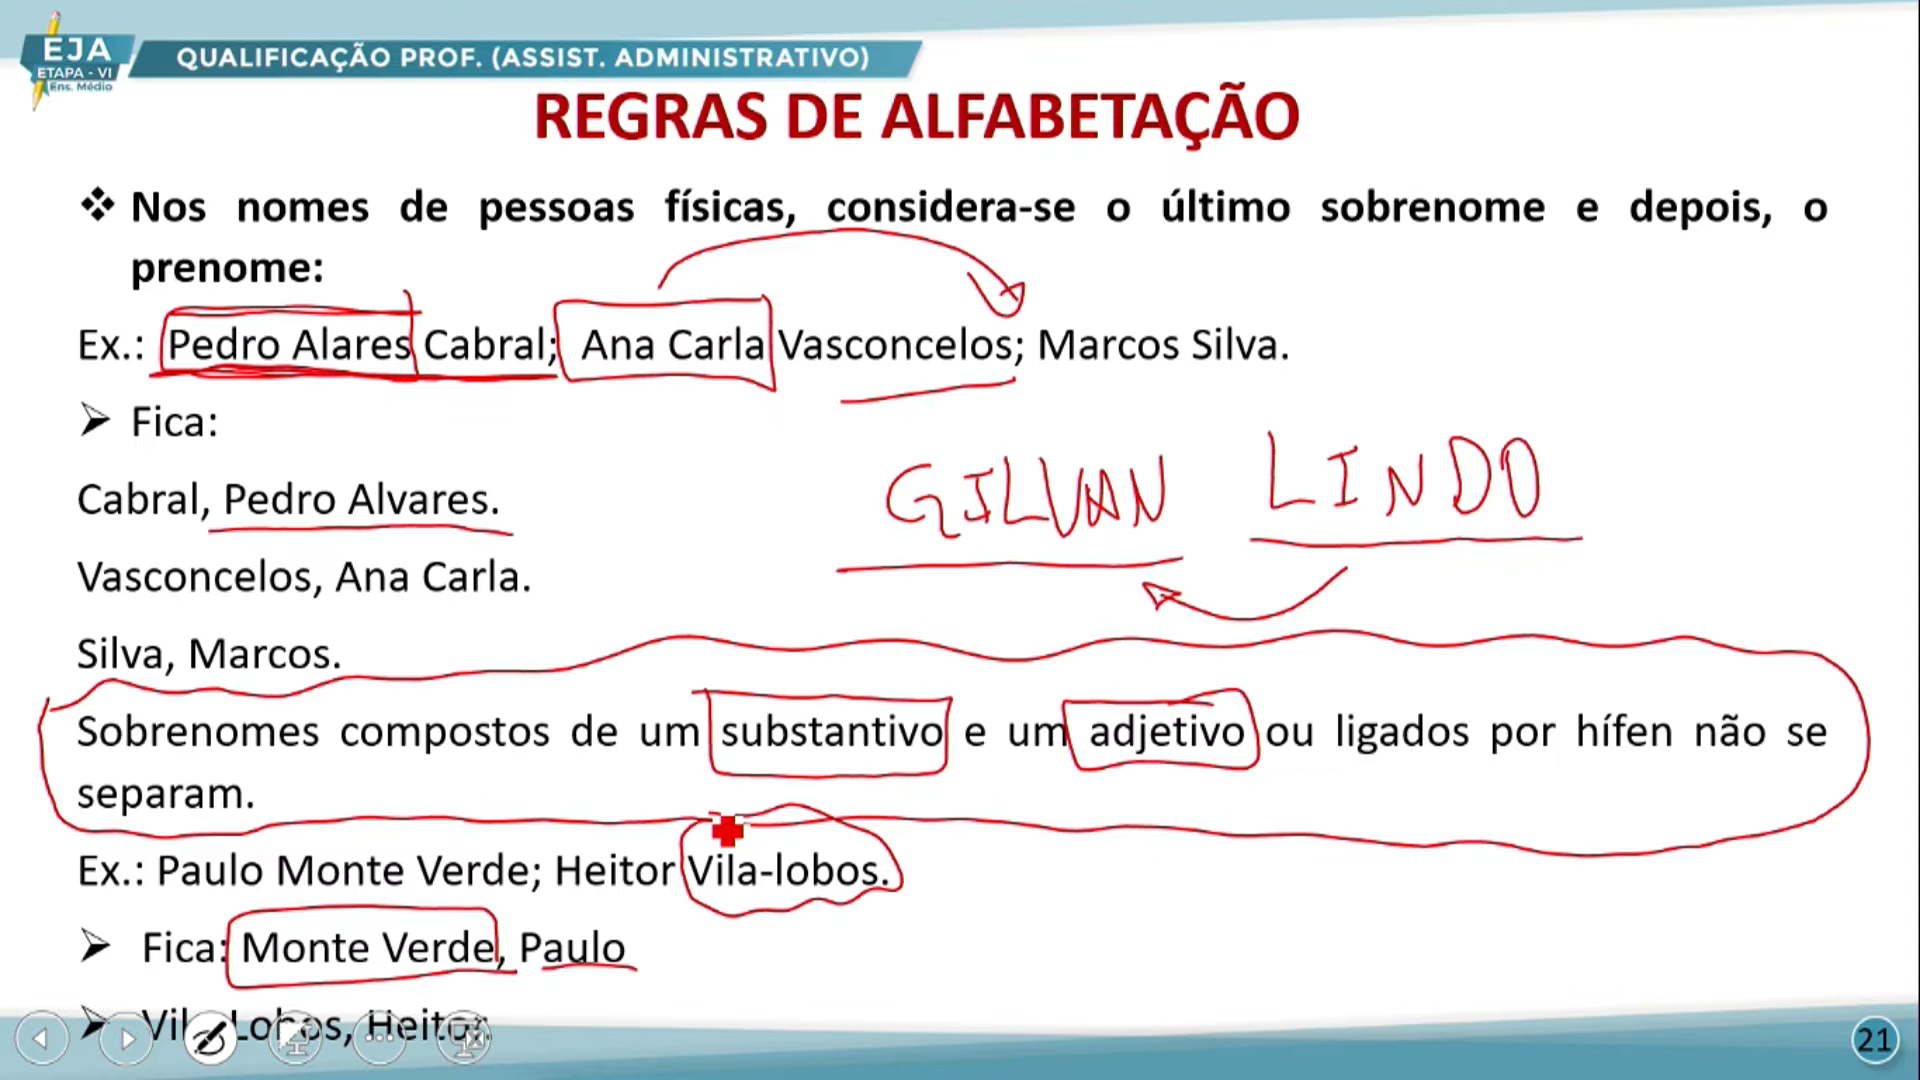 EJA
ETAPA - VI
Ens. Médio
QUALIFICAÇÃO PROF. (ASSIST. ADMINISTRATIVO)
REGRAS DE ALFABETAÇÃO
Nos nomes de pessoas físicas, considera-se o último sobrenome e depois, o
prenome:
Ex.: Pedro Alares Cabral; Ana Carla Vasconcelos; Marcos Silva.
Fica:
Cabral, Pedro Alvares.
GILVAN LINDO
Vasconcelos, Ana Carla.
Silva, Marcos.
Sobrenomes compostos de um substantivo e um adjetivo ou ligados por hífen não se
separam.
Ex.: Paulo Monte Verde; Heitor Vila-lobos.
Fica: Monte Verde, Paulo
Lobos, Heitor.
21